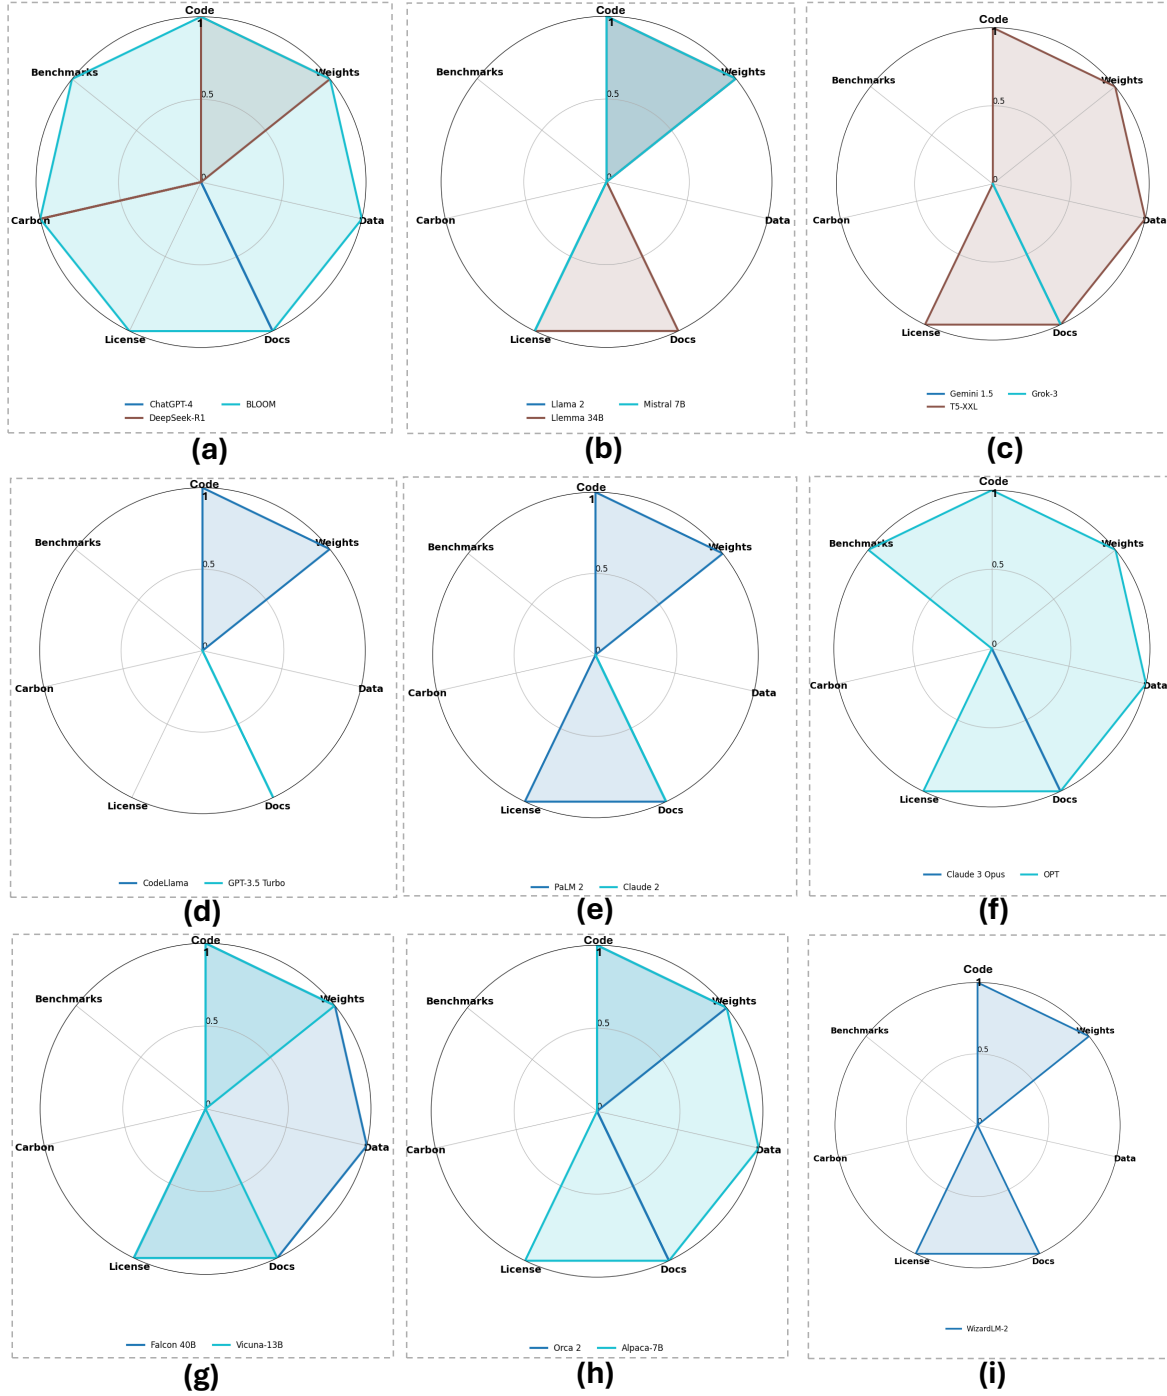 Code
1
Benchmarks
Weights
0.5
0
Carbon
Data
License
Docs
ChatGPT-4
BLOOM
DeepSeek-R1
(a)
Code
1
Benchmarks
Weights
0.5
0
Carbon
Data
License
Docs
Llama 2
Mistral 7B
Llemma 34B
(b)
Code
1
Benchmarks
Weights
0.5
0
Carbon
Data
License
Docs
Gemini 1.5
Grok-3
T5-XXL
(c)
Code
1
Benchmarks
Weights
0.5
0
Carbon
Data
License
Docs
CodeLlama
GPT-3.5 Turbo
(d)
Code
1
Benchmarks
Weights
0.5
0
Carbon
Data
License
Docs
PaLM 2
Claude 2
(e)
Code
1
Benchmarks
Weights
0.5
0
Carbon
Data
License
Docs
Claude 3 Opus
OPT
(f)
Code
1
Benchmarks
Weights
0.5
0
Carbon
Data
License
Docs
Falcon 40B
Vicuna-13B
(g)
Code
1
Benchmarks
Weights
0.5
0
Carbon
Data
License
Docs
Orca 2
Alpaca-7B
(h)
Code
1
Benchmarks
Weights
0.5
0
Carbon
Data
License
Docs
WizardLM-2
(i)